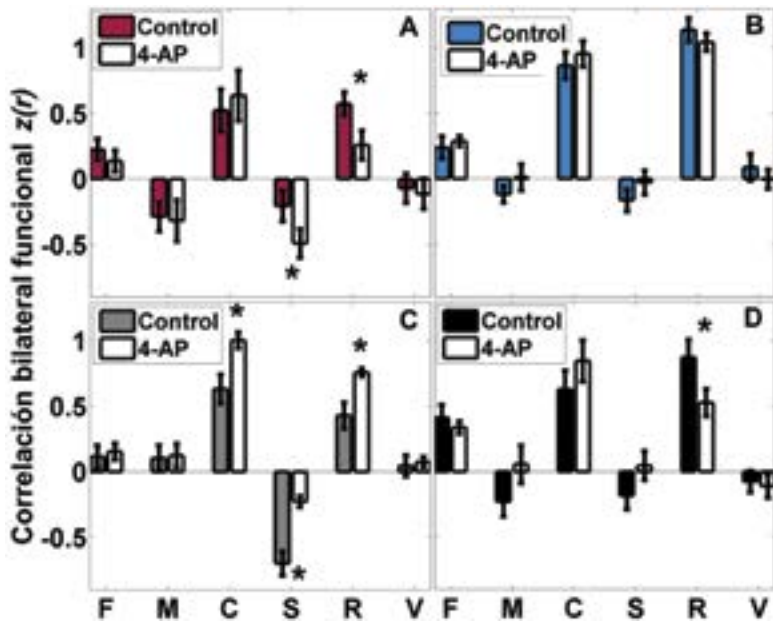 Correlación bilateral funcional z(r)
Control
4-AP
*
A
1
0.5
0
-0.5
*
Control
4-AP
B
Control
4-AP
*
*
C
1
0.5
0
-0.5
*
Control
4-AP
*
D
F M C S R V
F M C S R V